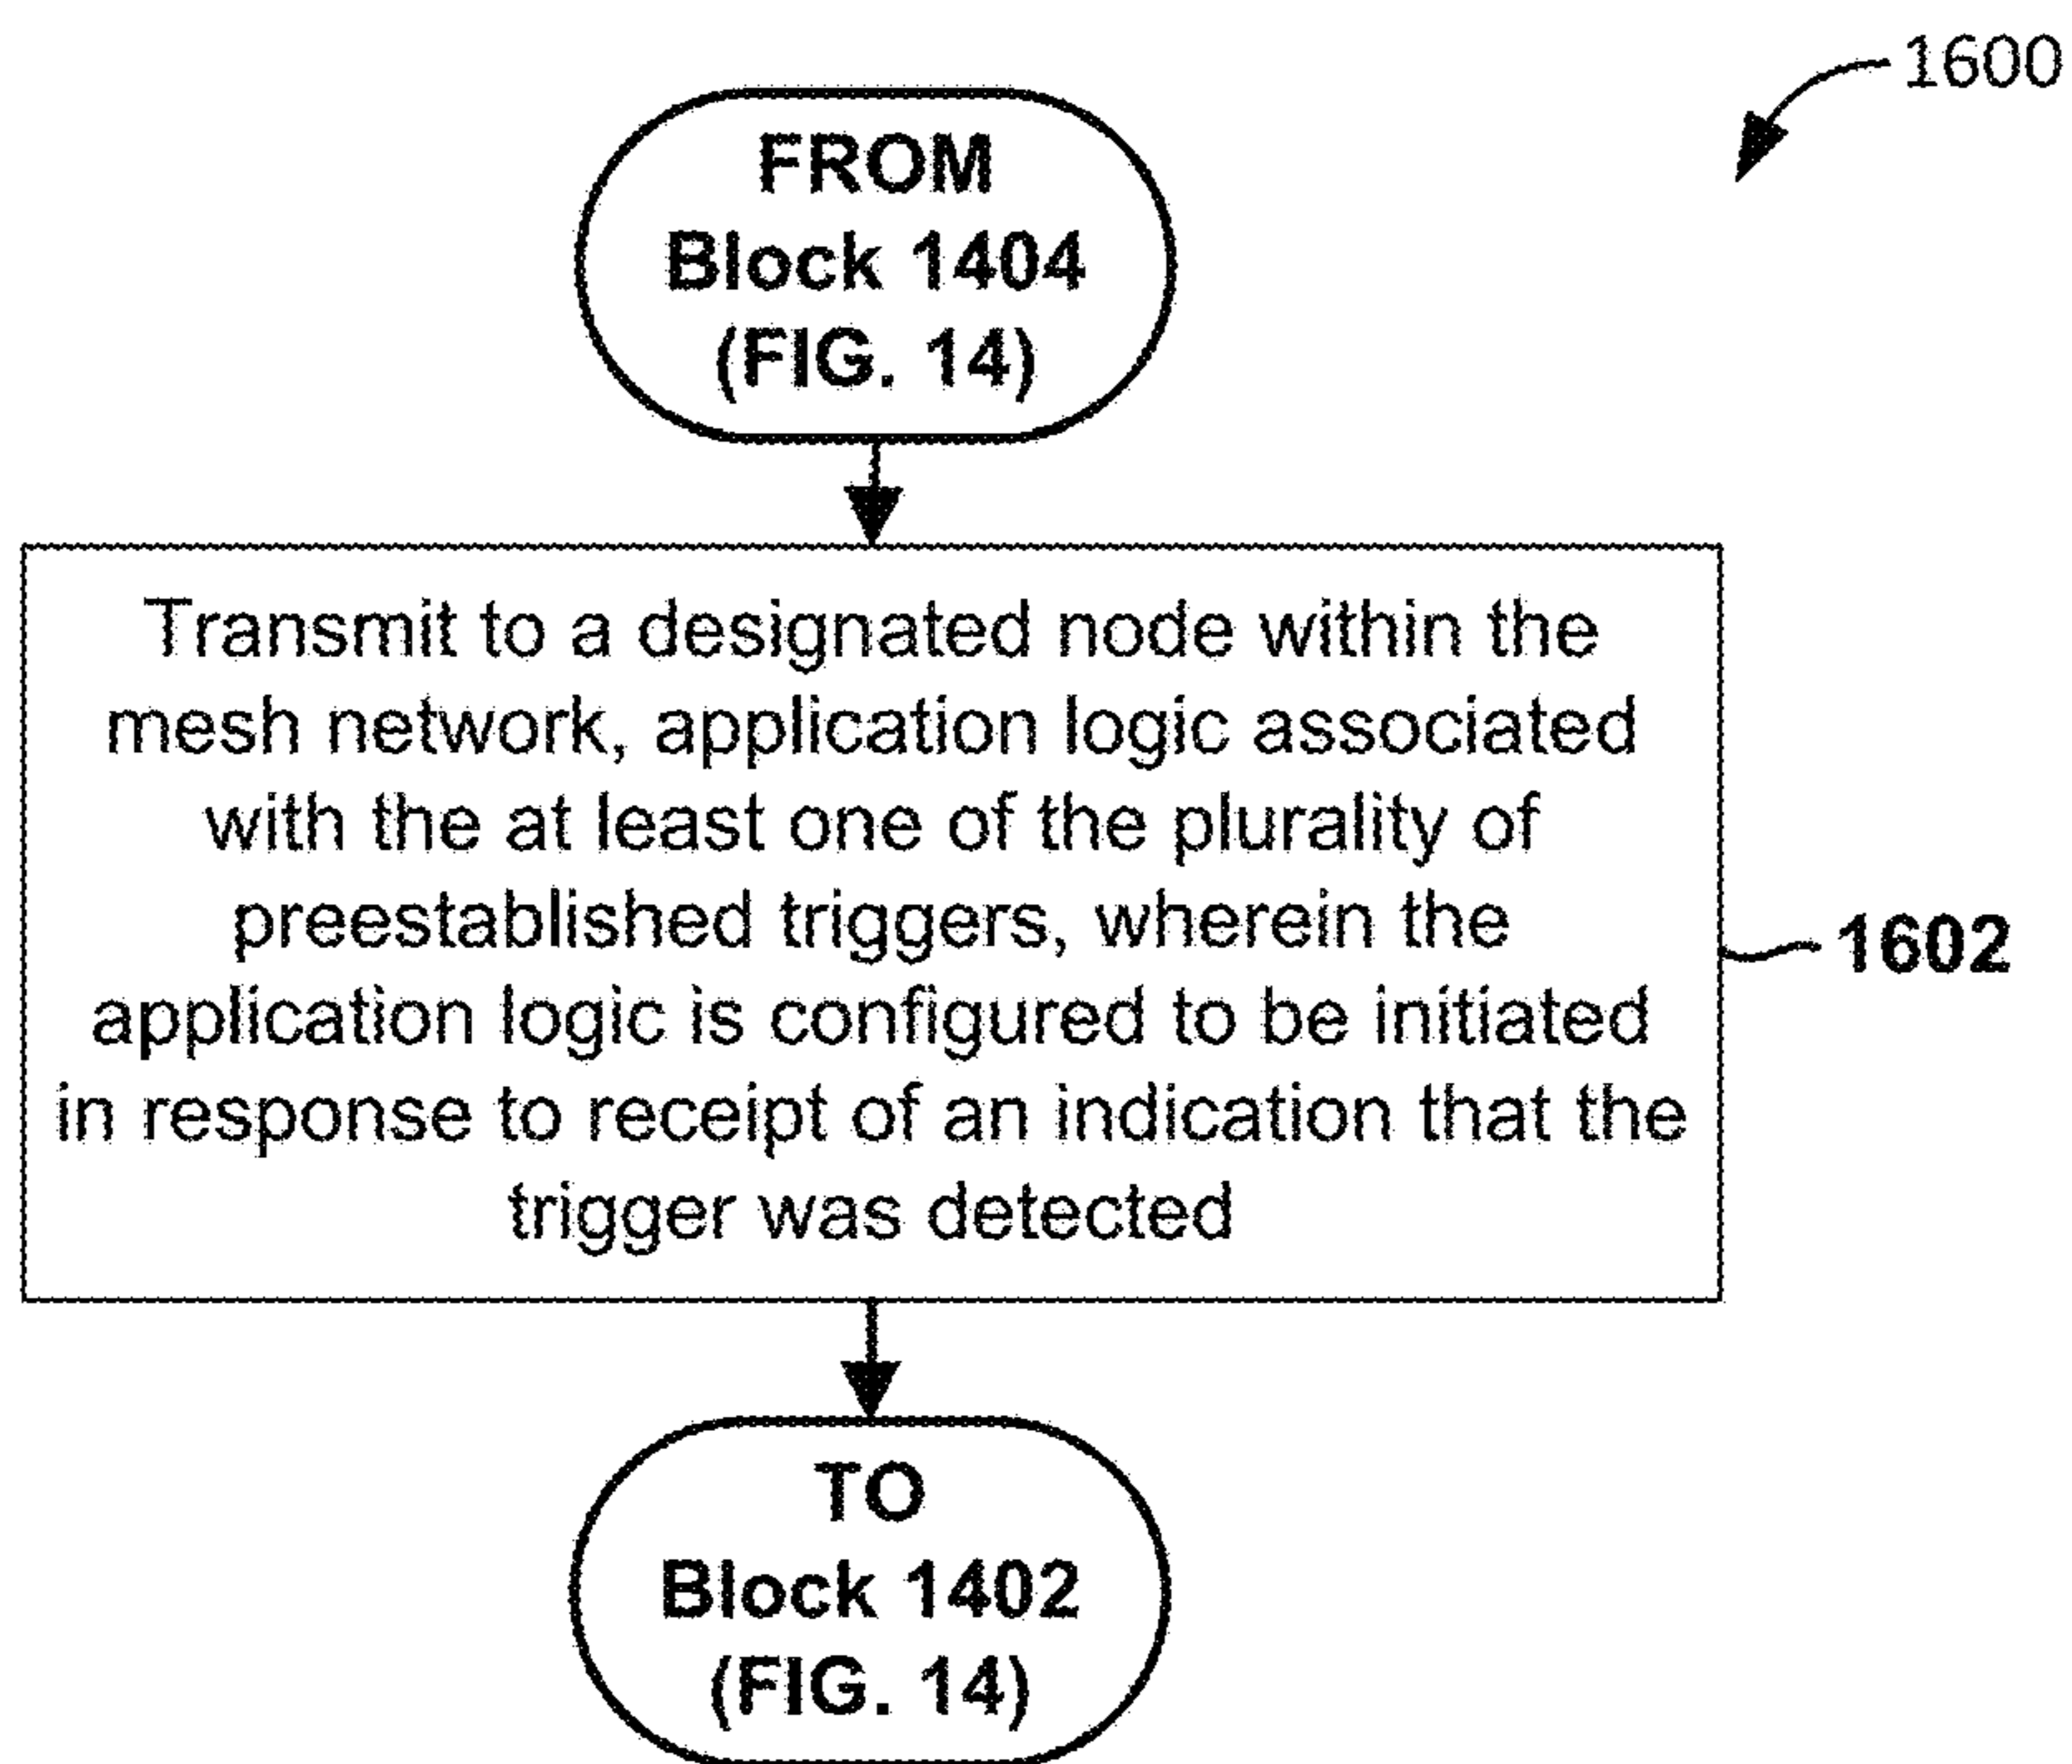 1600
FROM
Block 1404
(FIG. 14)
Transmit to a designated node within the
mesh network, application logic associated
with the at least one of the plurality of
preestablished triggers, wherein the
application logic is configured to be initiated
in response to receipt of an indication that the
trigger was detected
1602
TO
Block 1402
(FIG. 14)